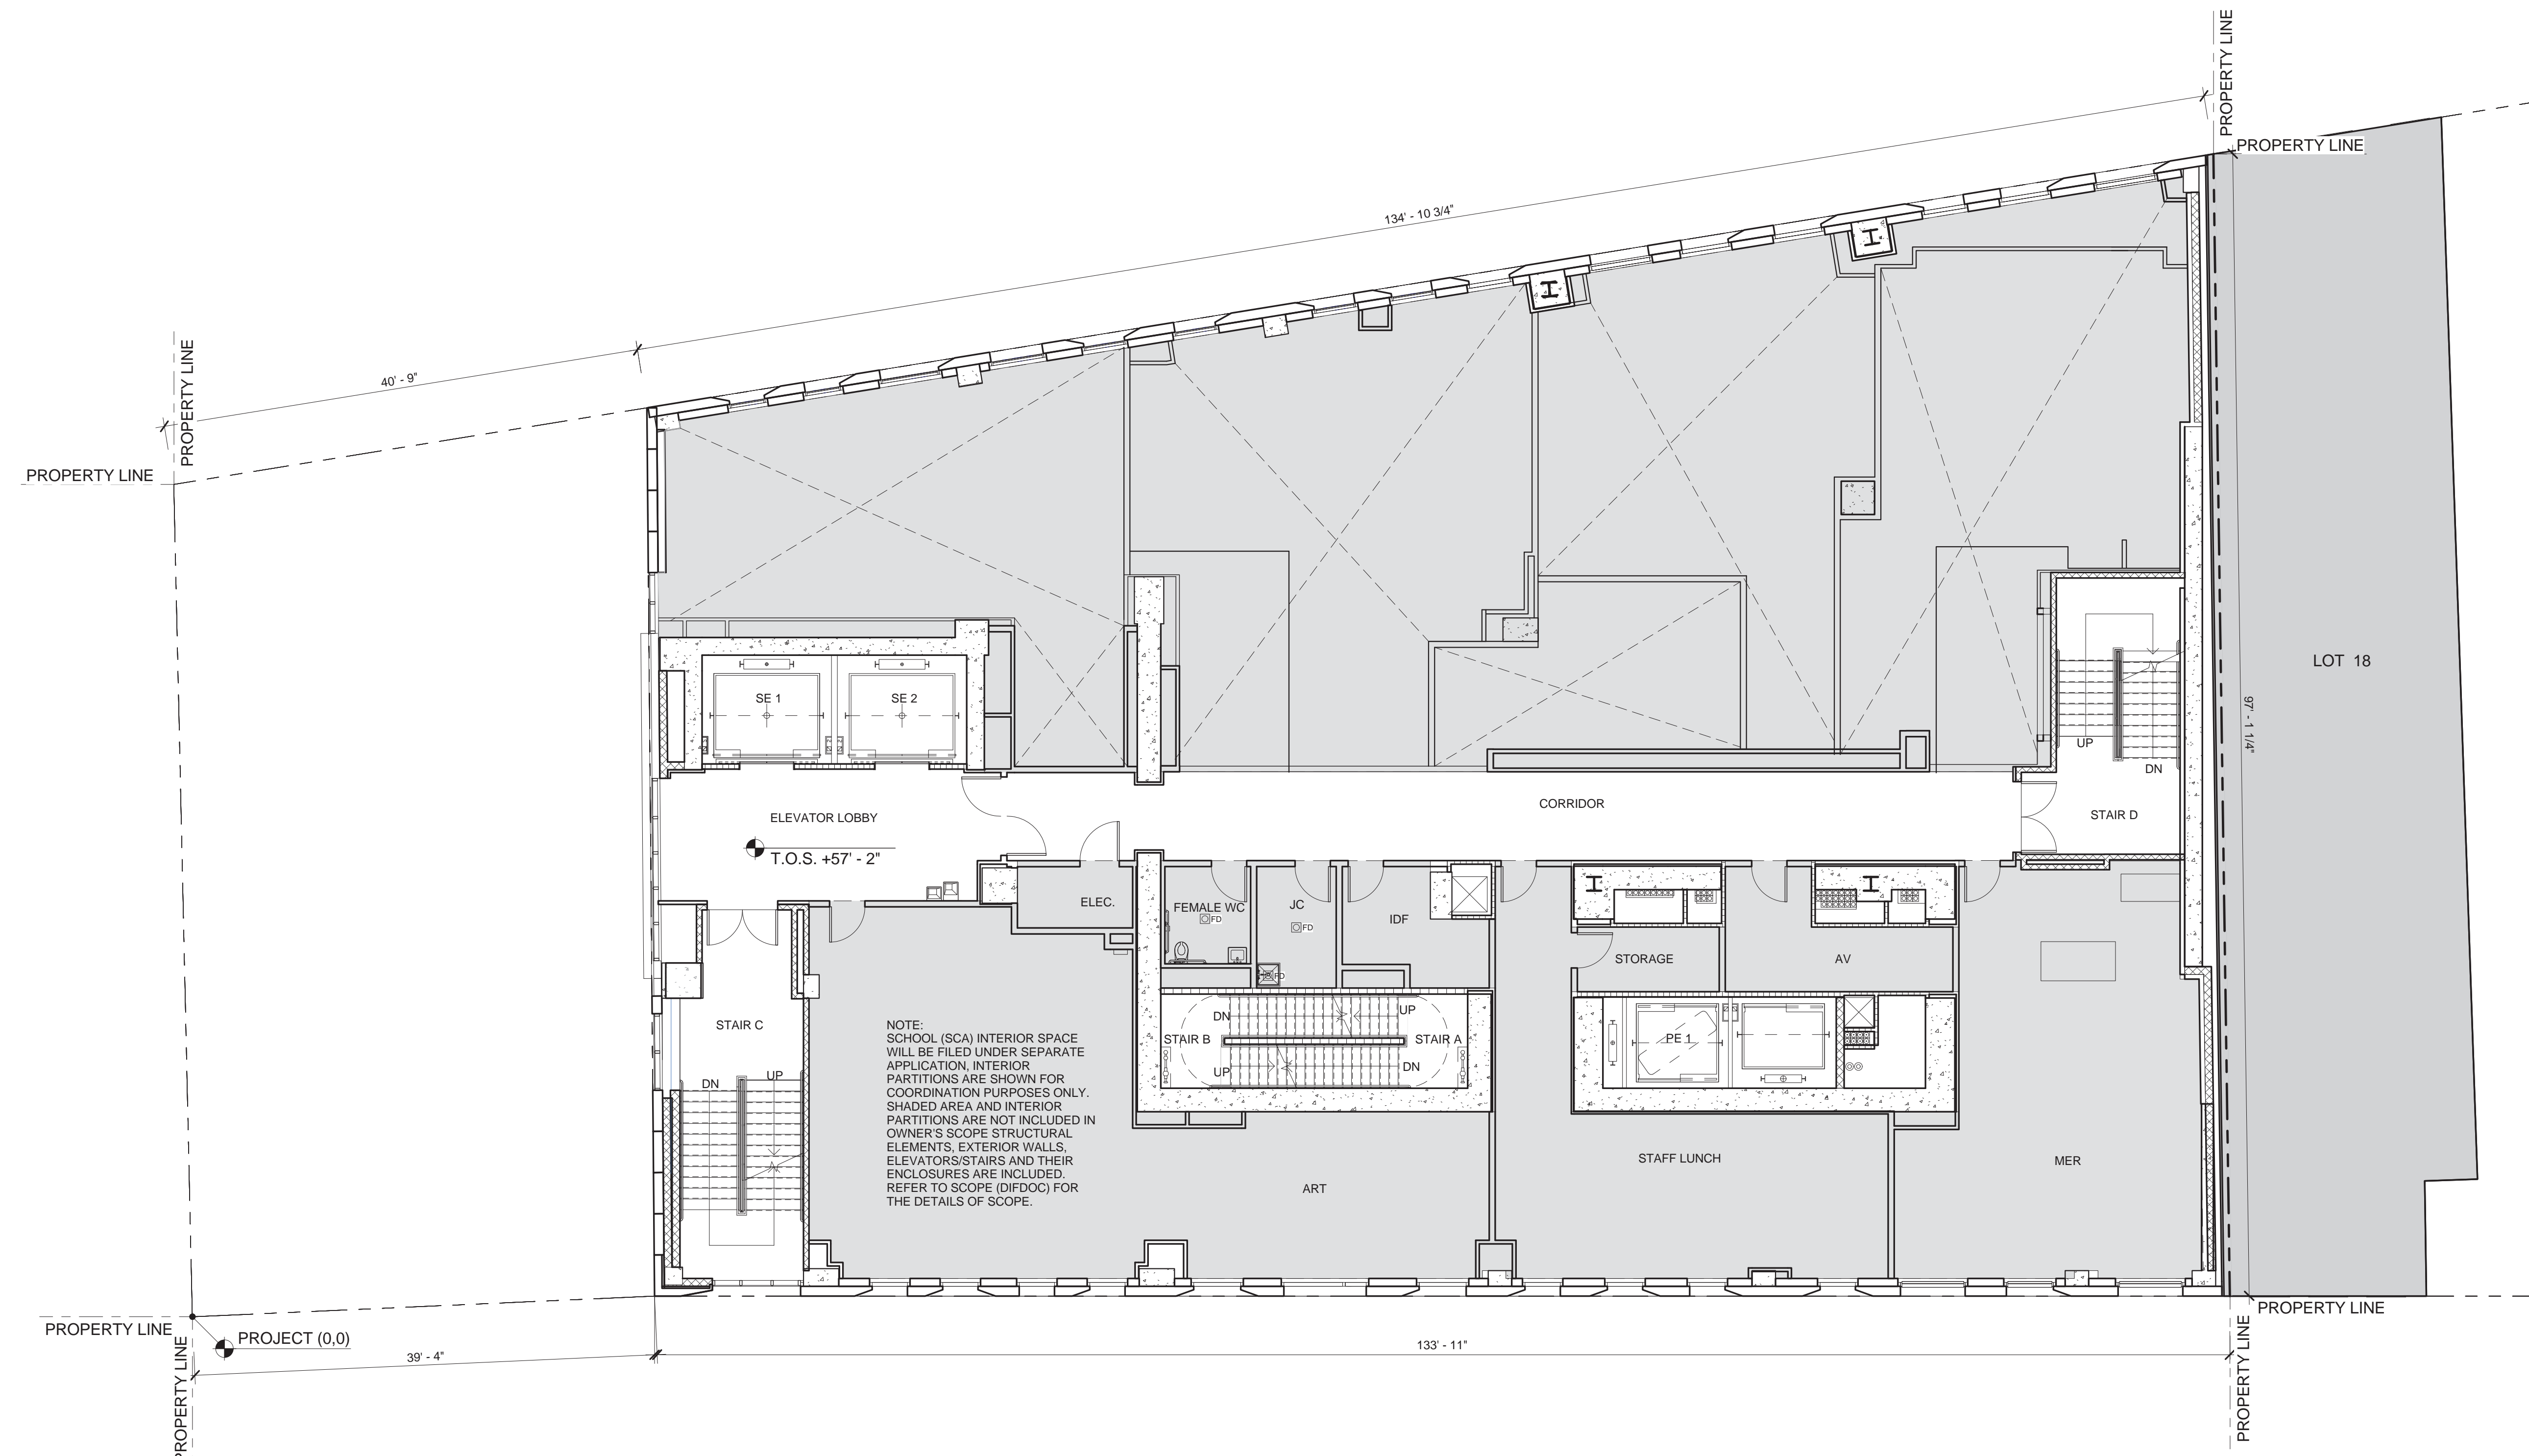 PROPERTY LINE
PROPERTY LINE
134' - 10 3/4"
40' - 9"
PROPERTY LINE
PROPERTY LINE
LOT 18
97' - 1 1/4"
SE 1
SE 2
UP
DN
STAIR D
ELEVATOR LOBBY
T.O.S. +57' - 2"
CORRIDOR
ELEC.
FEMALE WC
FD
JC
FD
FD
IDF
STORAGE
AV
STAIR C
DN
UP
NOTE:
SCHOOL (SCA) INTERIOR SPACE
WILL BE FILED UNDER SEPARATE
APPLICATION, INTERIOR
PARTITIONS ARE SHOWN FOR
COORDINATION PURPOSES ONLY.
SHADED AREA AND INTERIOR
PARTITIONS ARE NOT INCLUDED IN
OWNER'S SCOPE STRUCTURAL
ELEMENTS, EXTERIOR WALLS,
ELEVATORS/STAIRS AND THEIR
ENCLOSURES ARE INCLUDED.
REFER TO SCOPE (DIFDOC) FOR
THE DETAILS OF SCOPE.
DN
UP
STAIR B
STAIR A
UP
DN
PE 1
ART
STAFF LUNCH
MER
PROPERTY LINE
PROJECT (0,0)
PROPERTY LINE
39' - 4"
133' - 11"
PROPERTY LINE
PROPERTY LINE